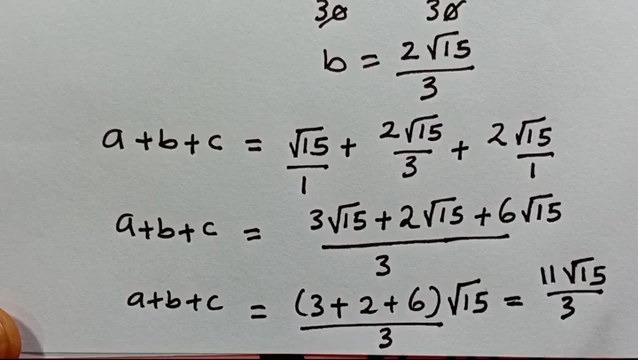 30 30
b = 2√15/3
a+b+c = √15/1 + 2√15/3 + 2√15/1
a+b+c = 3√15+2√15+6√15/3
a+b+c = (3+2+6)√15/3 = 11√15/3